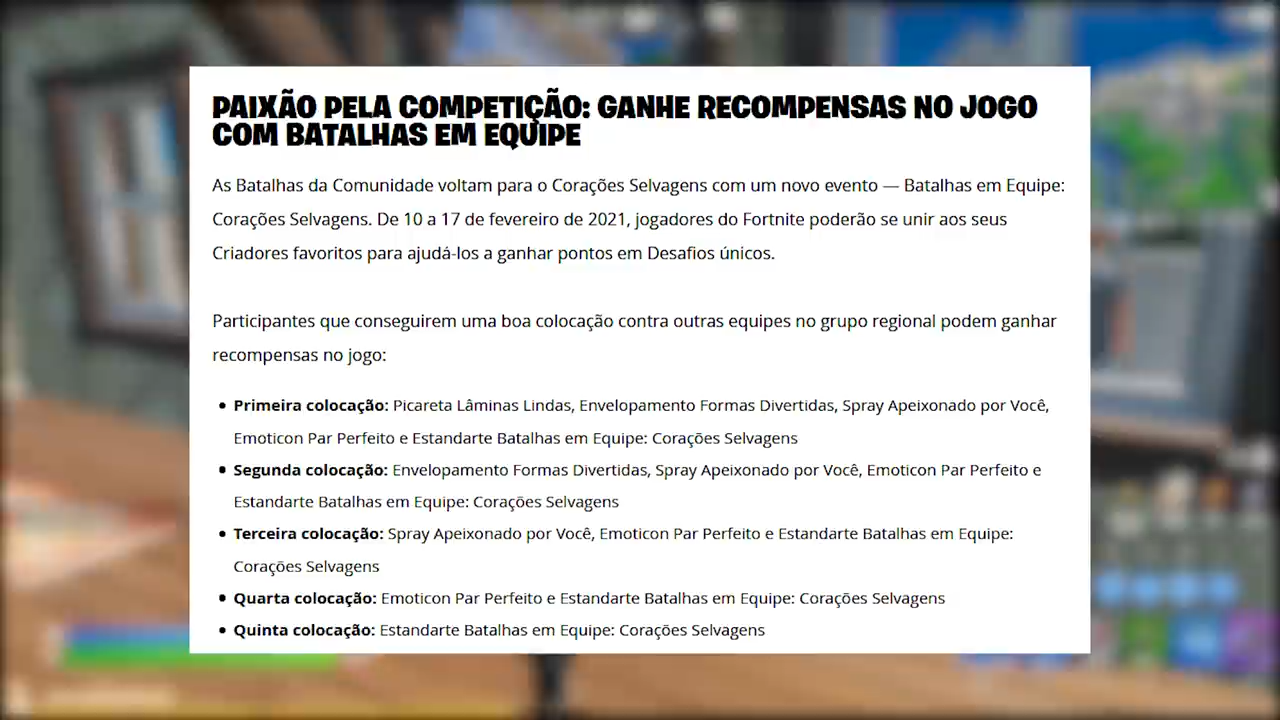 PAIXÃO PELA COMPETIÇÃO: GANHE RECOMPENSAS NO JOGO
COM BATALHAS EM EQUIPE
As Batalhas da Comunidade voltam para o Corações Selvagens com um novo evento — Batalhas em Equipe:
Corações Selvagens. De 10 a 17 de fevereiro de 2021, jogadores do Fortnite poderão se unir aos seus
Criadores favoritos para ajudá-los a ganhar pontos em Desafios únicos.
Participantes que conseguirem uma boa colocação contra outras equipes no grupo regional podem ganhar
recompensas no jogo:
• Primeira colocação: Picareta Lâminas Lindas, Envelopamento Formas Divertidas, Spray Apeixonado por Você,
Emoticon Par Perfeito e Estandarte Batalhas em Equipe: Corações Selvagens
• Segunda colocação: Envelopamento Formas Divertidas, Spray Apeixonado por Você, Emoticon Par Perfeito e
Estandarte Batalhas em Equipe: Corações Selvagens
• Terceira colocação: Spray Apeixonado por Você, Emoticon Par Perfeito e Estandarte Batalhas em Equipe:
Corações Selvagens
• Quarta colocação: Emoticon Par Perfeito e Estandarte Batalhas em Equipe: Corações Selvagens
• Quinta colocação: Estandarte Batalhas em Equipe: Corações Selvagens